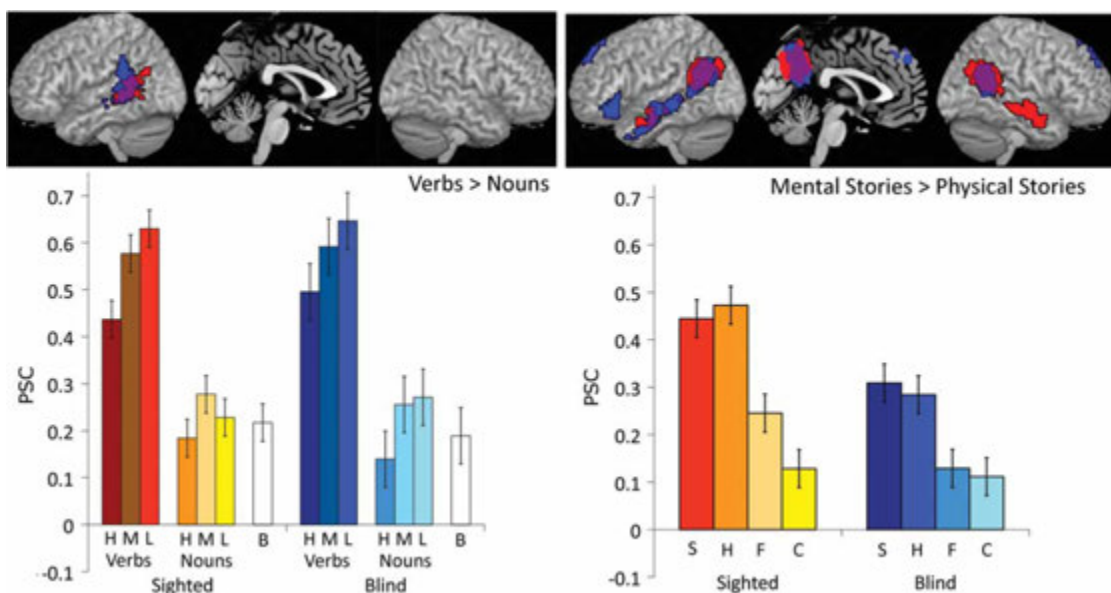 Verbs > Nouns
0.7
0.6
0.5
0.4
0.3
0.2
0.1
0
-0.1
PSC
H M L H M L B H M L H M L B
Verbs Nouns Verbs Nouns
Sighted Blind
Mental Stories > Physical Stories
0.7
0.6
0.5
0.4
0.3
0.2
0.1
0
-0.1
PSC
S H F C S H F C
Sighted Blind